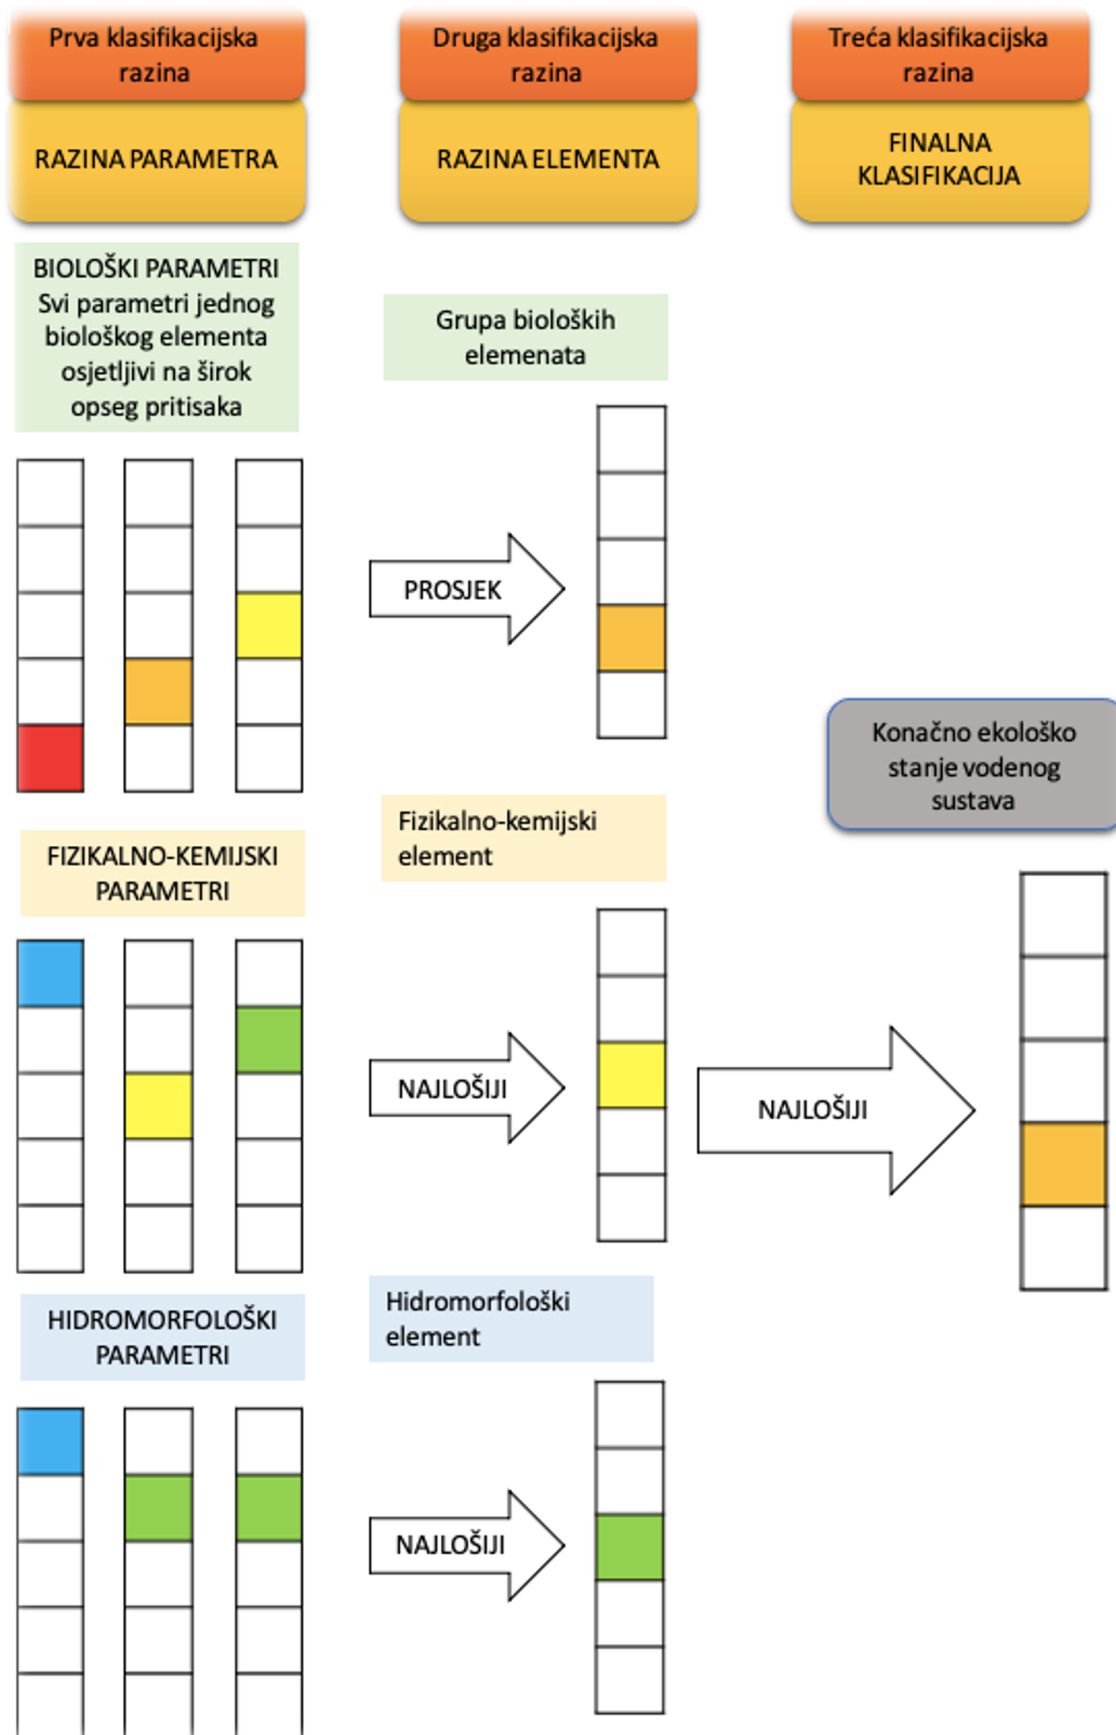 Prva klasifikacijska
razina
Druga klasifikacijska
razina
Treća klasifikacijska
razina
RAZINA PARAMETRA
RAZINA ELEMENTA
FINALNA
KLASIFIKACIJA
BIOLOŠKI PARAMETRI
Svi parametri jednog
biološkog elementa
osjetljivi na širok
opseg pritisaka
Grupa bioloških
elemenata
PROSJEK
Konačno ekološko
stanje vodenog
sustava
FIZIKALNO-KEMIJSKI
PARAMETRI
Fizikalno-kemijski
element
NAJLOŠIJI
NAJLOŠIJI
HIDROMORFOLOŠKI
PARAMETRI
Hidromorfološki
element
NAJLOŠIJI